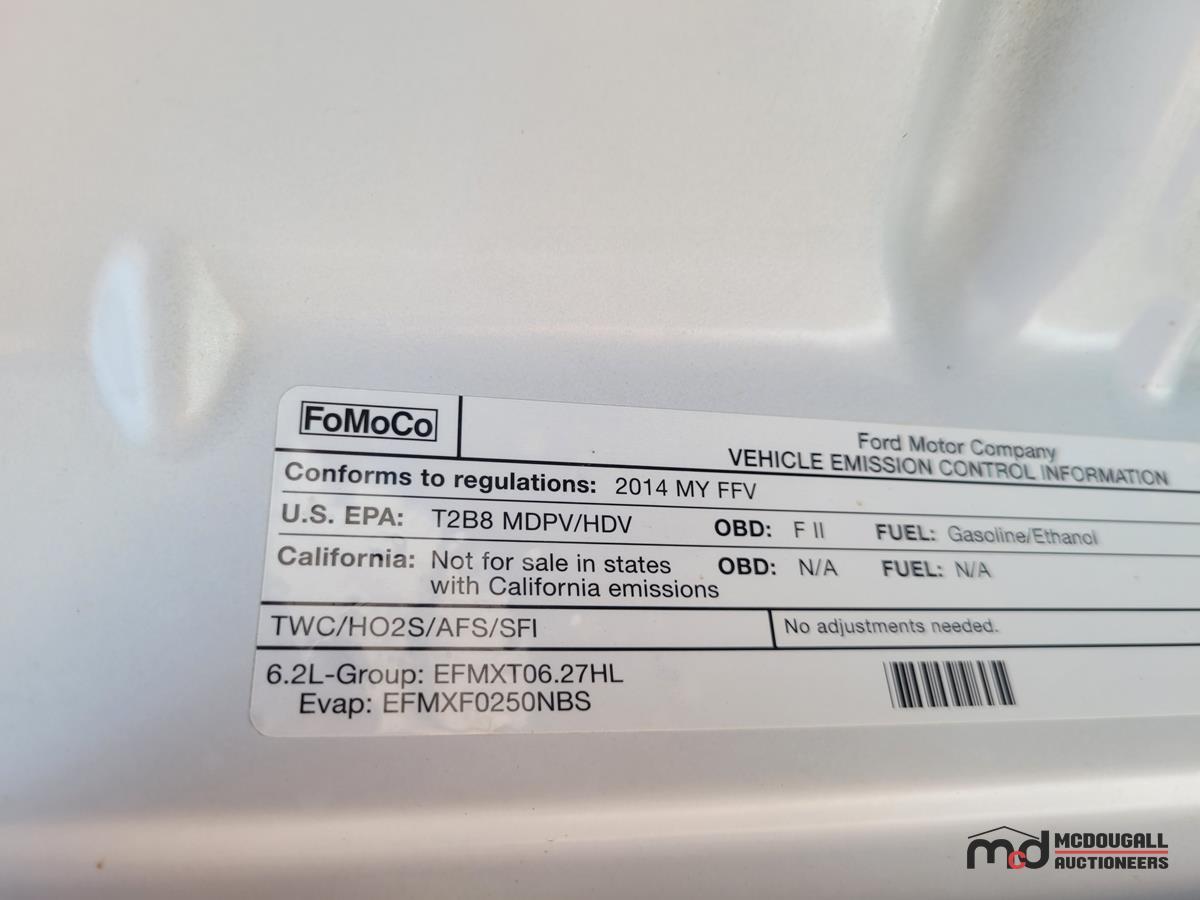 FoMoCo
Ford Motor Company
VEHICLE EMISSION CONTROL INFORMATION
Conforms to regulations: 2014 MY FFV
U.S. EPA: T2B8 MDPV/HDV OBD: F II FUEL: Gasoline/Ethanol
California: Not for sale in states OBD: N/A FUEL: N/A
with California emissions
TWC/HO2S/AFS/SFI No adjustments needed.
6.2L-Group: EFMXT06.27HL
Evap: EFMXF0250NBS
mcd MCDOUGALL
AUCTIONEERS